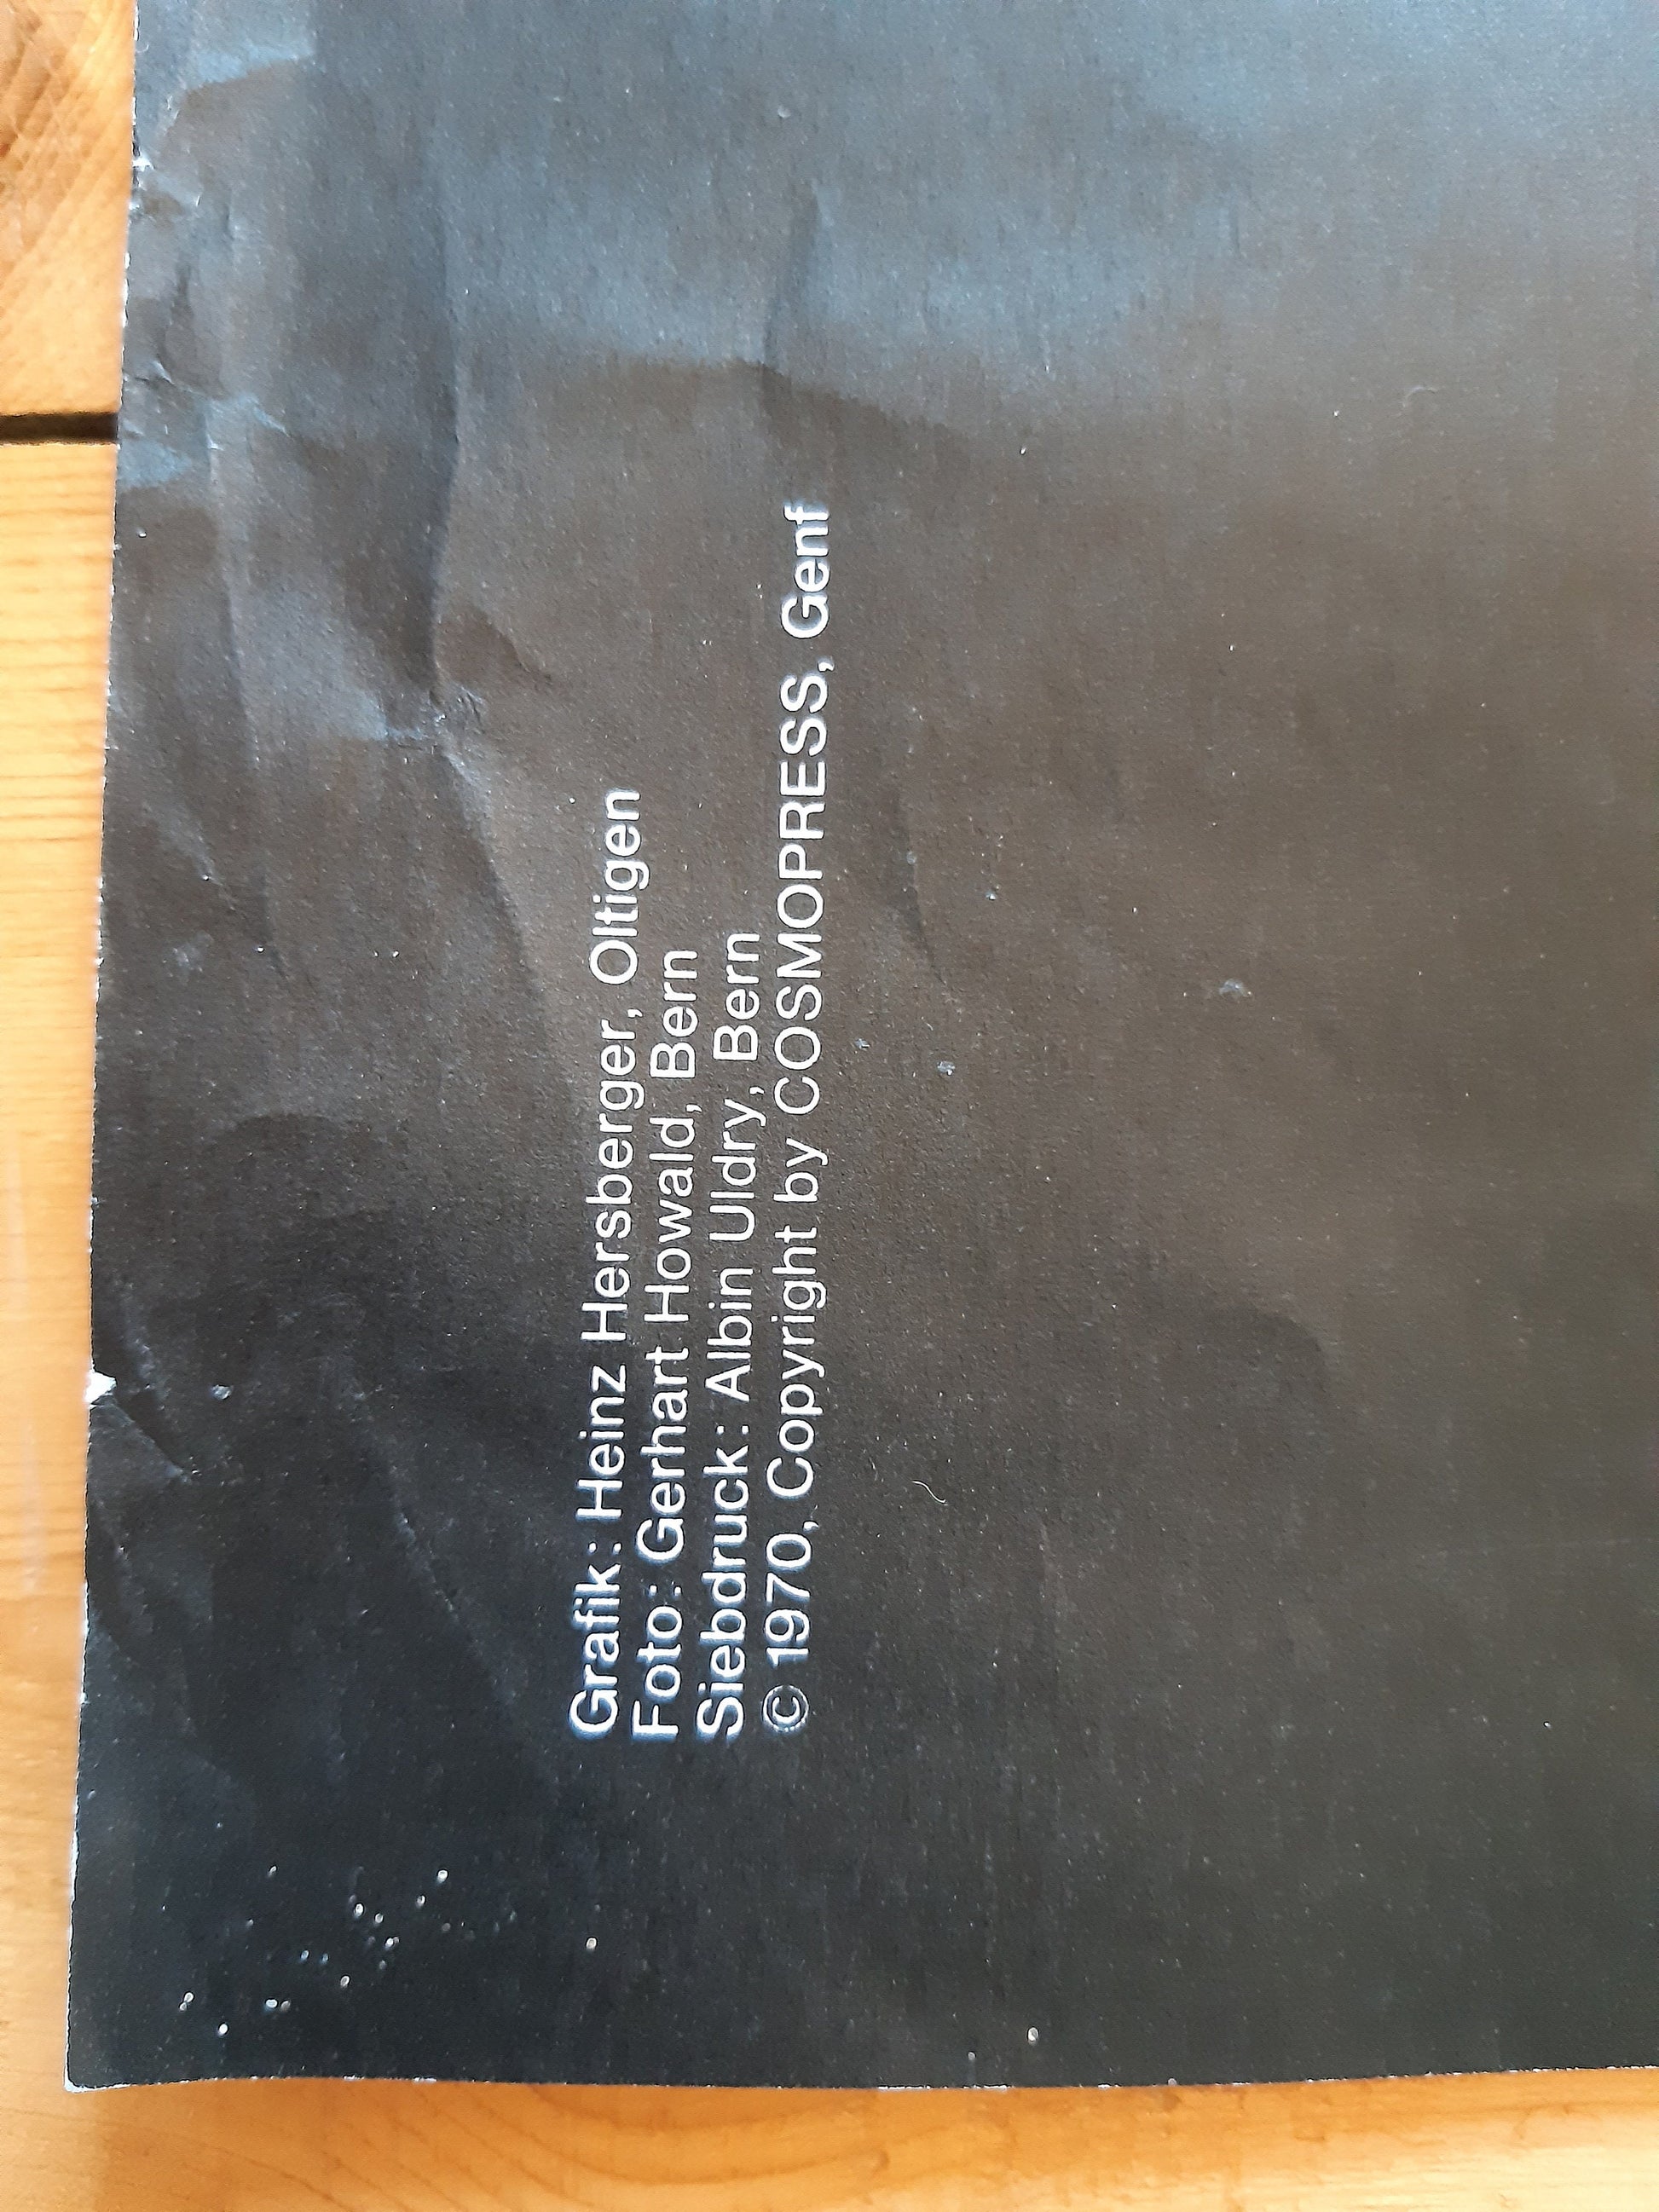 Grafik: Heinz Hersberger, Oltigen
Foto: Gerhart Howald, Bern
Siebdruck: Albin Uldry, Bern
© 1970, Copyright by COSMOPRESS, Genf